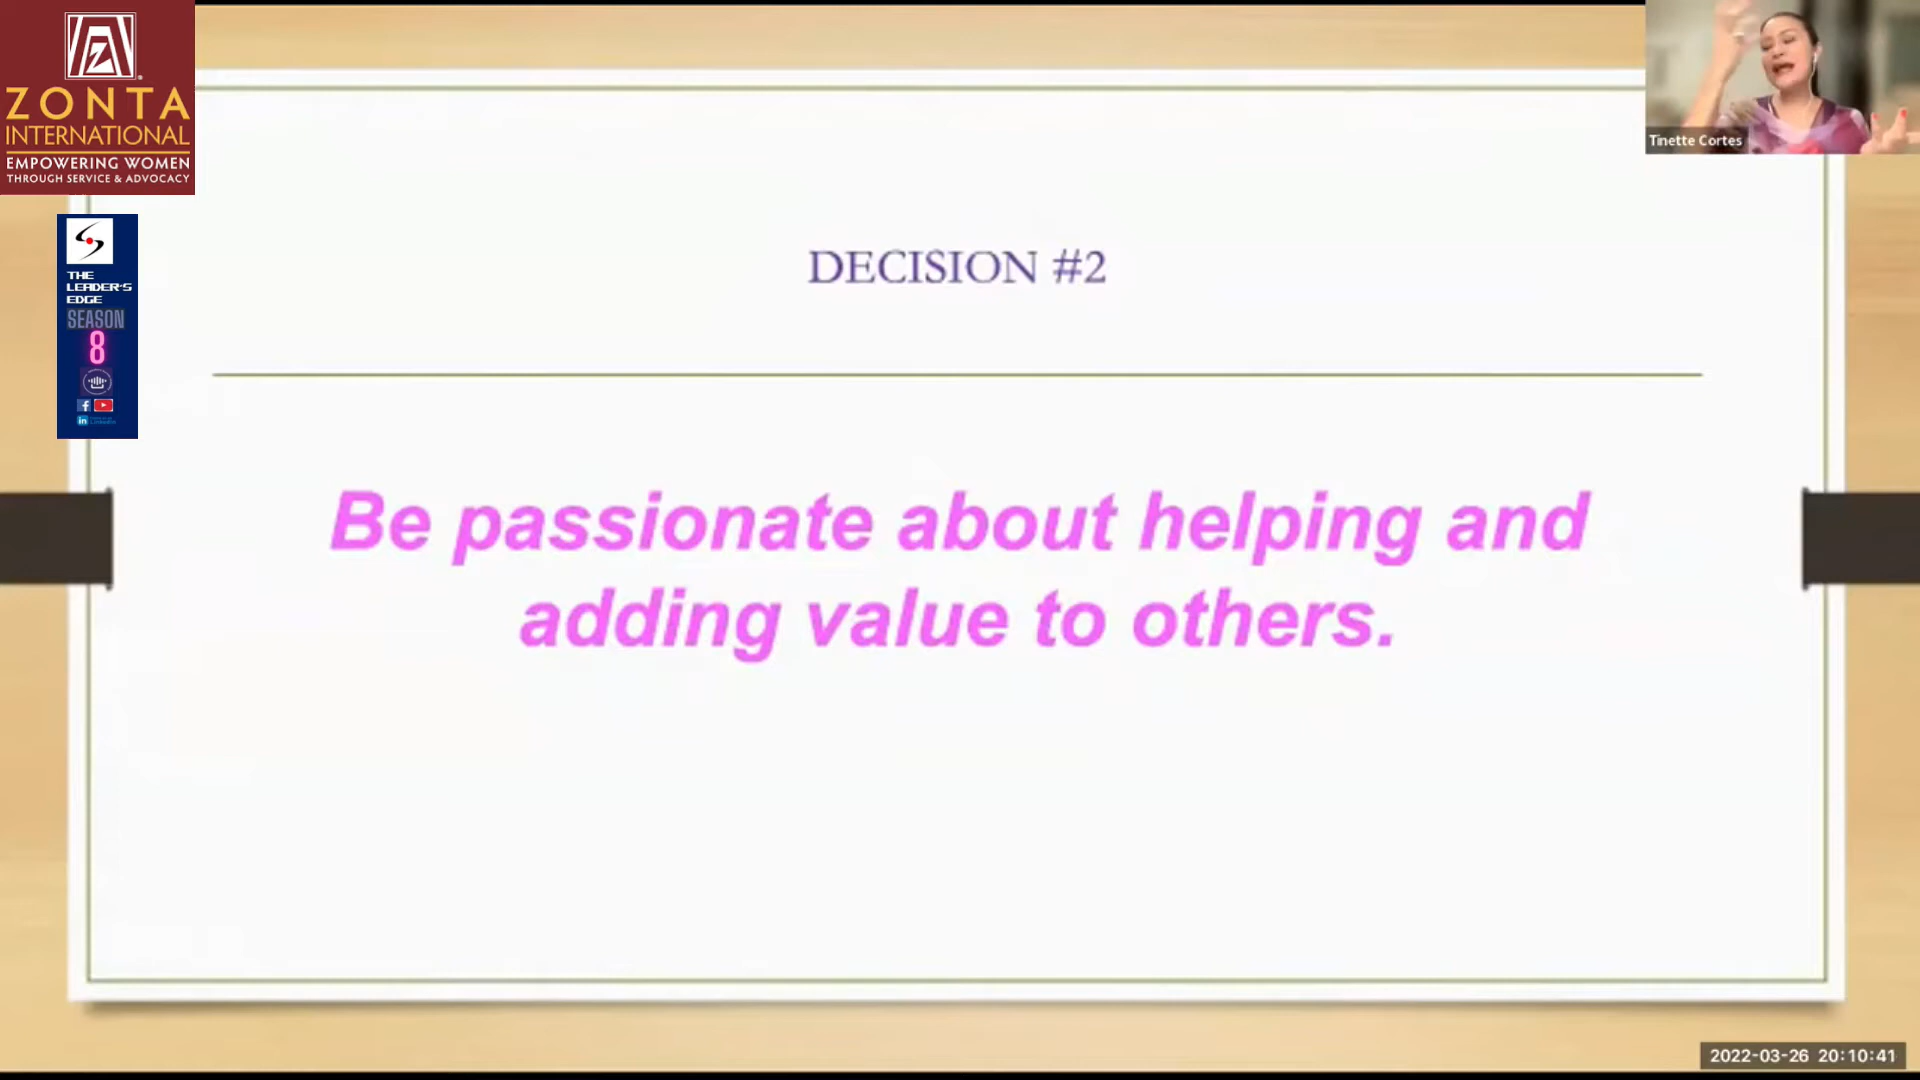 ZONTA
INTERNATIONAL
EMPOWERING WOMEN
THROUGH SERVICE & ADVOCACY
THE
LEADER'S
EDGE
SEASON
8
Tinette Cortes
DECISION #2
Be passionate about helping and
adding value to others.
2022-03-26 20:10:41